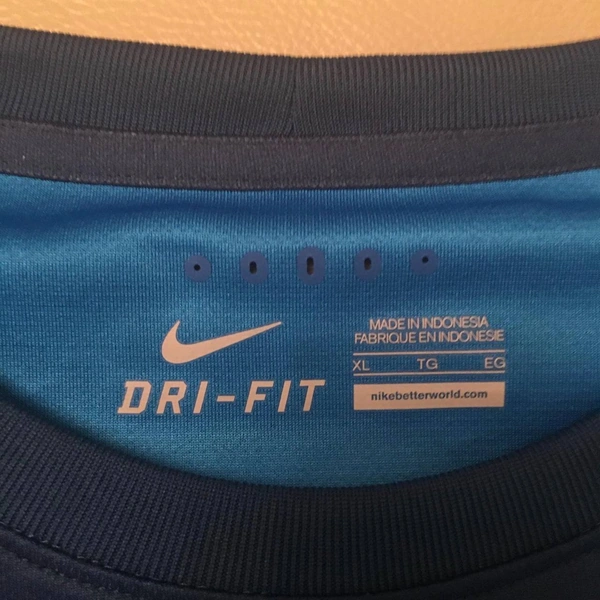 MADE IN INDONESIA
FABRIQUE EN INDONESIE
XL TG EG
DRI-FIT
nikebetterworld.com